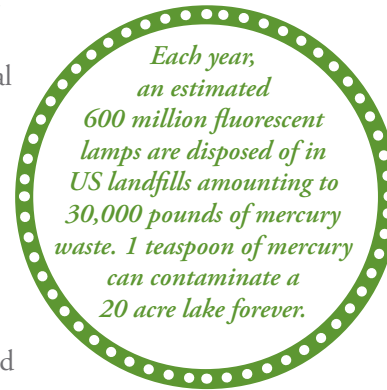 al
Each year,
an estimated
600 million fluorescent
lamps are disposed of in
US landfills amounting to
30,000 pounds of mercury
waste. 1 teaspoon of mercury
can contaminate a
20 acre lake forever.
d